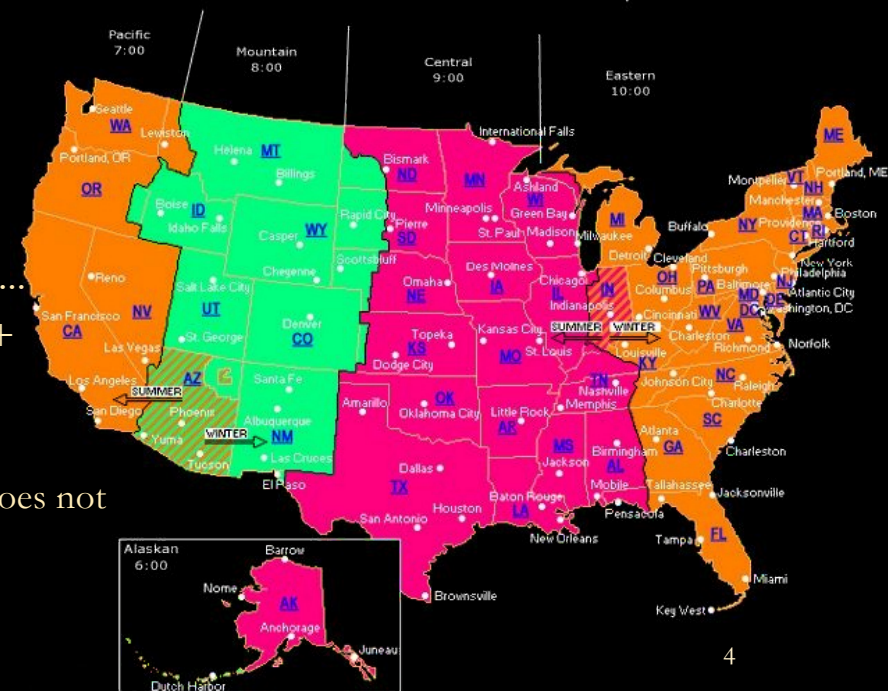 Pacific
7:00
Mountain
8:00
Central
9:00
Eastern
10:00
Seattle
WA
Lewiston
Portland, OR
OR
Helena
MT
Billings
Boise
ID
Idaho Falls
WY
Casper
Cheyenne
Reno
NV
San Francisco
CA
Las Vegas
Los Angeles
San Diego
Salt Lake City
UT
St. George
Denver
CO
SUMMER
AZ
Phoenix
WINTER
Yuma
Tucson
Santa Fe
Albuquerque
NM
Las Cruces
El Paso
Bismark
ND
Rapid City
Pierre
SD
Scottsbluff
Omaha
NE
Topeka
KS
Dodge City
Amarillo
OK
Oklahoma City
Dallas
TX
San Antonio
Houston
Brownsville
International Falls
MN
Minneapolis
St. Paul
Des Moines
IA
Kansas City
MO
St. Louis
Little Rock
AR
Baton Rouge
LA
New Orleans
Ashland
WI
Green Bay
Madison
Milwaukee
Chicago
IL
IN
Indianapolis
SUMMER
WINTER
Louisville
KY
TN
Nashville
Memphis
MS
Jackson
Birmingham
AL
Mobile
Pensacola
MI
Detroit
Cleveland
OH
Columbus
Cincinnati
WV
Charleston
Johnson City
Atlanta
GA
Tallahassee
Jacksonville
FL
Tampa
Miami
Key West
ME
Montpelier
VT
Portland, ME
NH
Manchester
MA
Boston
Buffalo
NY
Providence
CT
RI
Hartford
New York
Pittsburgh
PA
Philadelphia
NJ
Baltimore
MD
DE
Atlantic City
DC
ashington, DC
VA
Richmond
Norfolk
NC
Raleigh
Charlotte
SC
Charleston
...
+
oes not
Alaskan
6:00
Barrow
Nome
AK
Anchorage
Juneau
Dutch Harbor
4